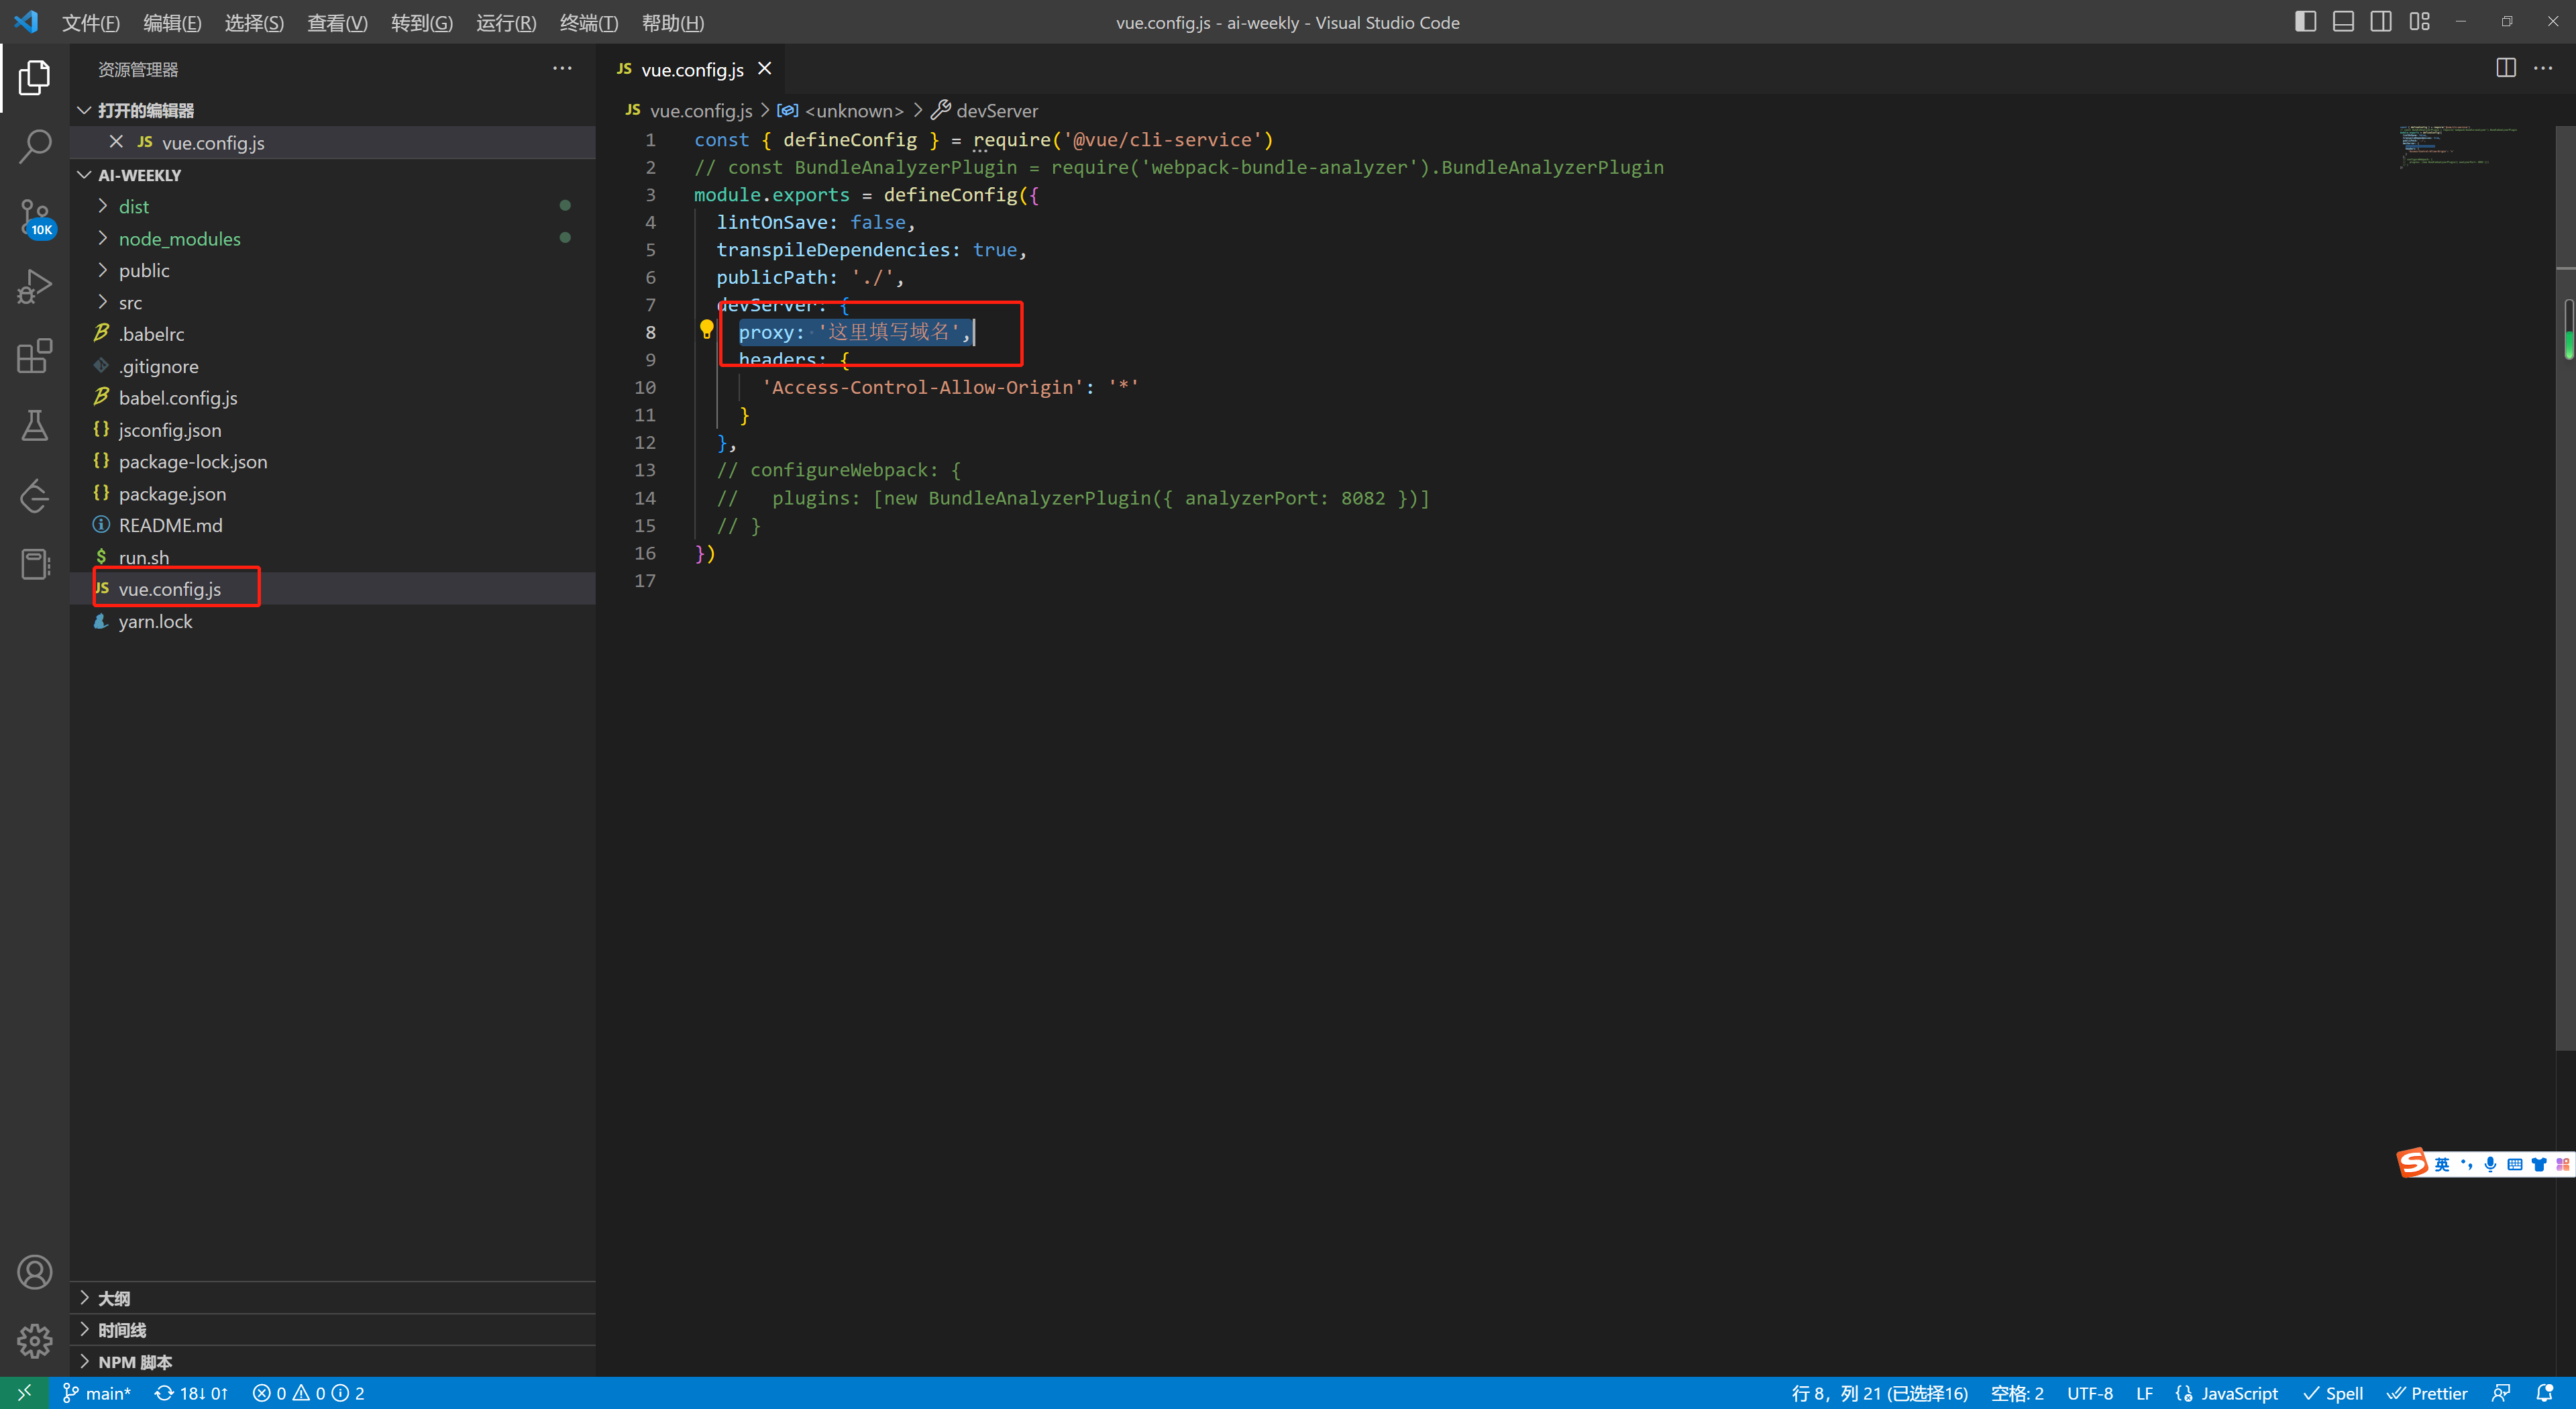 文件(F) 编辑(E) 选择(S) 查看(V) 转到(G) 运行(R) 终端(T) 帮助(H) vue.config.js - ai-weekly - Visual Studio Code
资源管理器
打开的编辑器
JS vue.config.js
AI-WEEKLY
dist
node_modules
public
src
.babelrc
.gitignore
babel.config.js
{} jsconfig.json
{} package-lock.json
{} package.json
README.md
$ run.sh
JS vue.config.js
yarn.lock
大纲
时间线
NPM 脚本
10K
JS vue.config.js
JS vue.config.js > <unknown> > devServer
1 const { defineConfig } = require('@vue/cli-service')
2 // const BundleAnalyzerPlugin = require('webpack-bundle-analyzer').BundleAnalyzerPlugin
3 module.exports = defineConfig({
4 lintOnSave: false,
5 transpileDependencies: true,
6 publicPath: './',
7 devServer: {
8 proxy: '这里填写域名',
9 headers: {
10 'Access-Control-Allow-Origin': '*'
11 }
12 },
13 // configureWebpack: {
14 //   plugins: [new BundleAnalyzerPlugin({ analyzerPort: 8082 })]
15 // }
16 })
17
英
main* 18↓ 0↑ 0 0 2 行 8，列 21 (已选择16) 空格: 2 UTF-8 LF JavaScript Spell Prettier